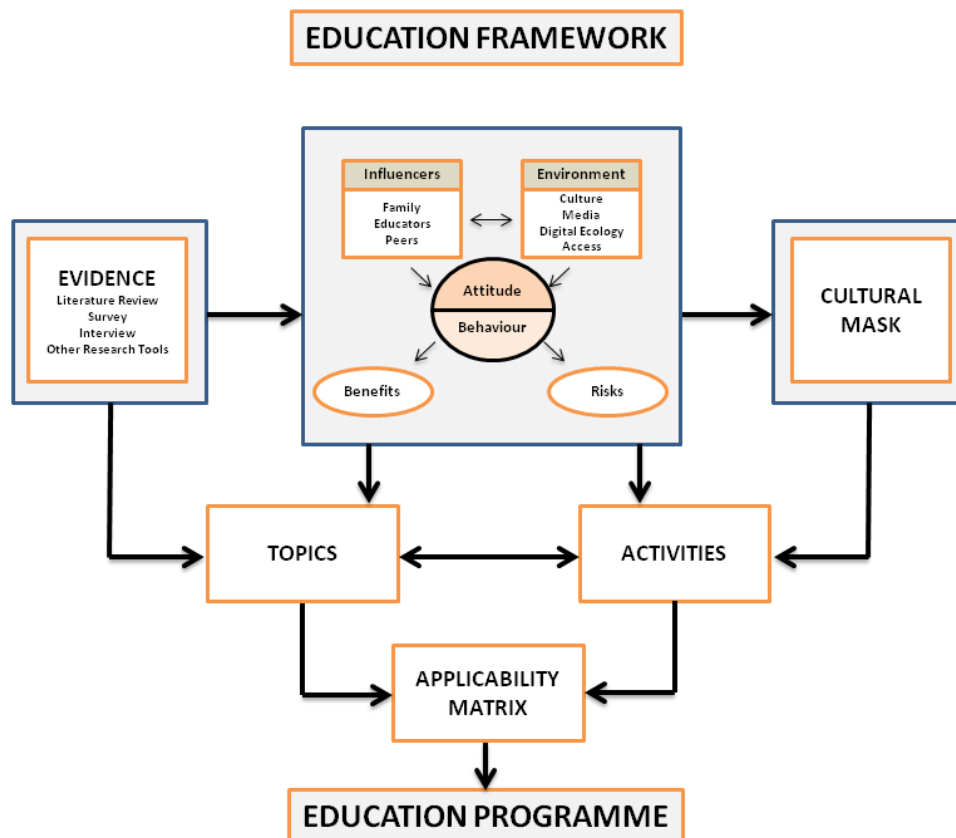 EDUCATION FRAMEWORK
Influencers
Family
Educators
Peers
Environment
Culture
Media
Digital Ecology
Access
EVIDENCE
Literature Review
Survey
Interview
Other Research Tools
Attitude
Behaviour
CULTURAL
MASK
Benefits
Risks
TOPICS
ACTIVITIES
APPLICABILITY
MATRIX
EDUCATION PROGRAMME